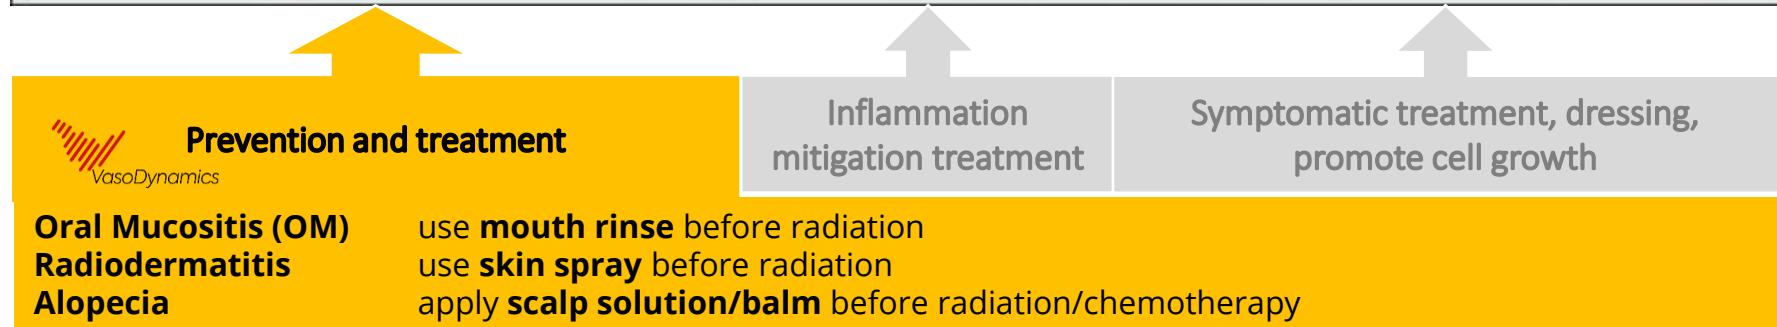 Prevention and treatment
VasoDynamics
Inflammation
mitigation treatment
Symptomatic treatment, dressing,
promote cell growth
Oral Mucositis (OM) use mouth rinse before radiation
Radiodermatitis use skin spray before radiation
Alopecia apply scalp solution/balm before radiation/chemotherapy